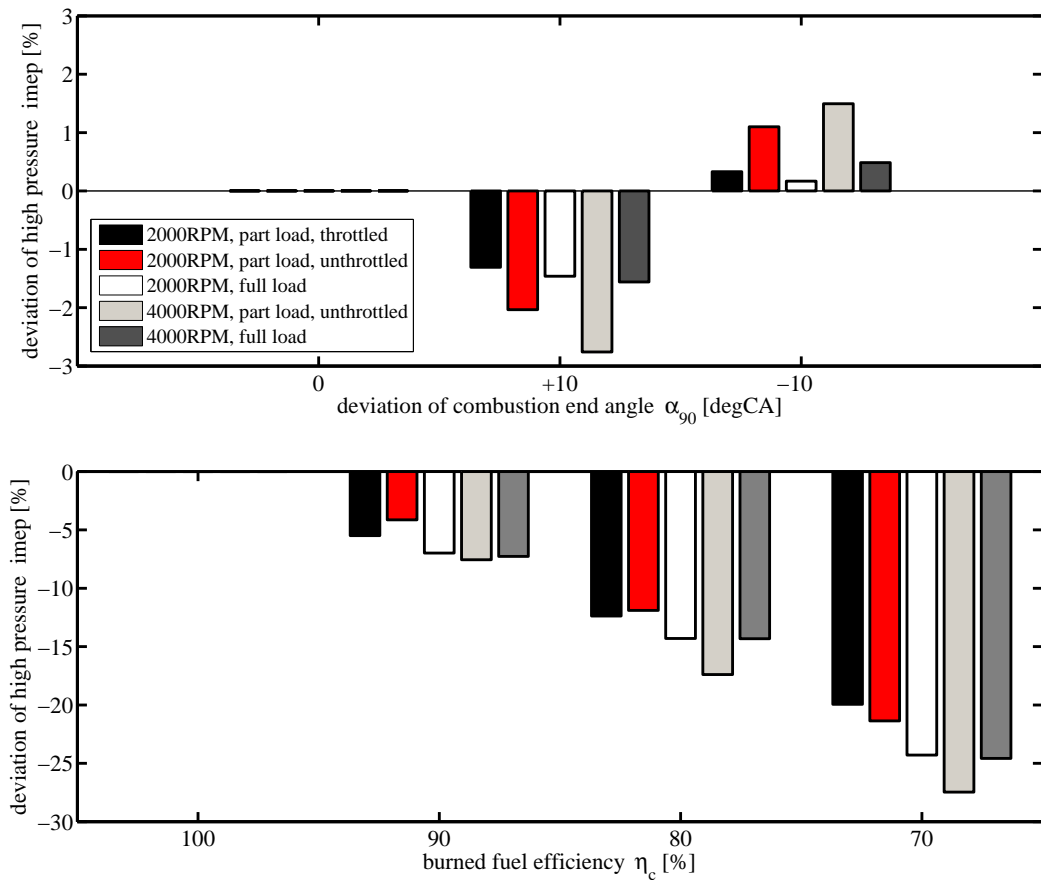 3
2
1
0
−1
−2
−3
deviation of high pressure imep [%]
2000RPM, part load, throttled
2000RPM, part load, unthrottled
2000RPM, full load
4000RPM, part load, unthrottled
4000RPM, full load
0 +10 −10
deviation of combustion end angle α90 [degCA]
0
−5
−10
−15
−20
−25
−30
deviation of high pressure imep [%]
100 90 80 70
burned fuel efficiency ηc [%]